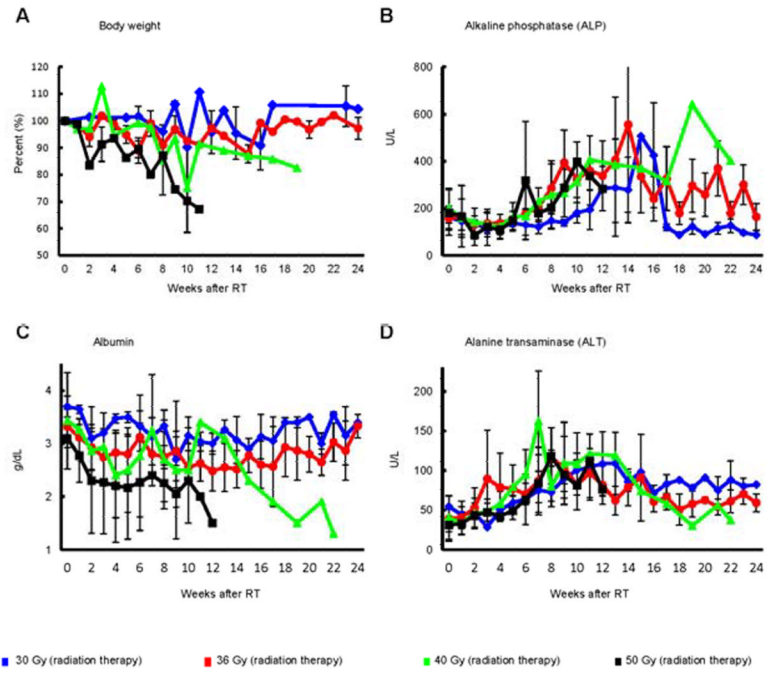 A
Body weight
120
110
100
90
80
70
60
50
Percent (%)
0 2 4 6 8 10 12 14 16 18 20 22 24
Weeks after RT
B
Alkaline phosphatase (ALP)
800
600
400
200
0
U/L
0 2 4 6 8 10 12 14 16 18 20 22 24
Weeks after RT
C
Albumin
4
3
2
1
g/dL
0 2 4 6 8 10 12 14 16 18 20 22 24
Weeks after RT
D
Alanine transaminase (ALT)
200
150
100
50
0
U/L
0 2 4 6 8 10 12 14 16 18 20 22 24
Weeks after RT
30 Gy (radiation therapy) 36 Gy (radiation therapy) 40 Gy (radiation therapy) 50 Gy (radiation therapy)